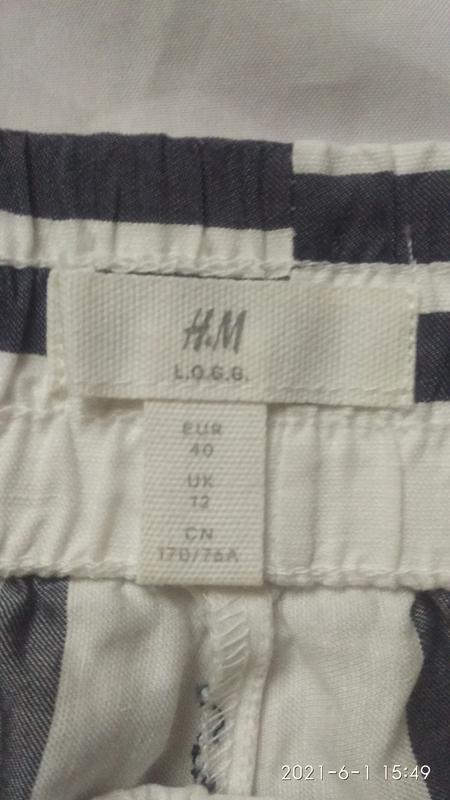 H&M
L.O.G.G.
EUR
40
UK
12
CN
170/76A
2021-6-1 15:49